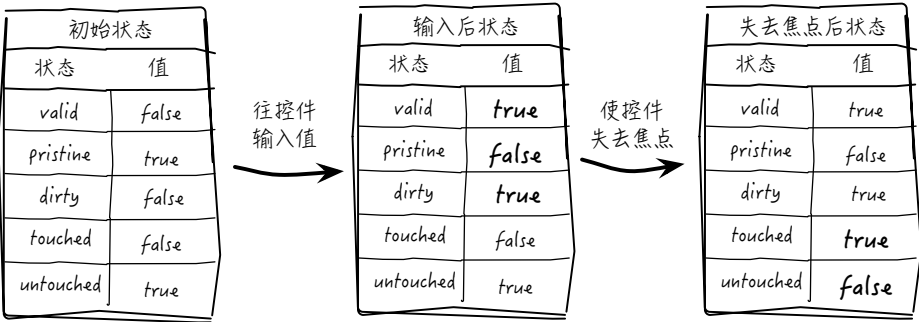 初始状态
状态 值
valid false
pristine true
dirty false
touched false
untouched true
往控件
输入值
输入后状态
状态 值
valid true
pristine false
dirty true
touched false
untouched true
使控件
失去焦点
失去焦点后状态
状态 值
valid true
pristine false
dirty true
touched true
untouched false